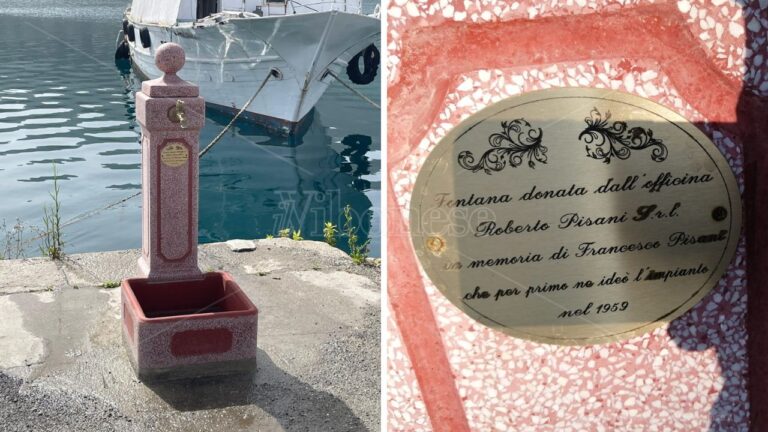 Fontana donata dall'officina
Roberto Pisani S.r.l.
in memoria di Francesco Pisani
che per primo ne ideò l'impianto
nel 1959
ilVibonese